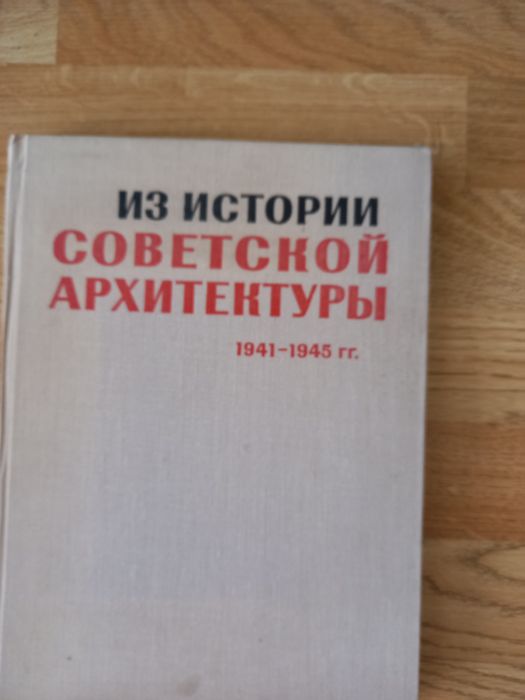 ИЗ ИСТОРИИ
СОВЕТСКОЙ
АРХИТЕКТУРЫ
1941–1945 гг.